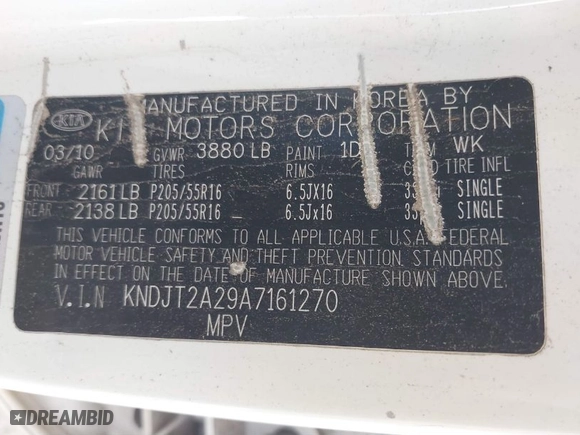 MANUFACTURED IN KOREA BY
KIA MOTORS CORPORATION
03/10 GVWR 3880 LB PAINT TRIM WK
GAWR TIRES RIMS COLD TIRE INFL
FRONT 2161 LB P205/55R16 6.5Jx16 SINGLE
REAR 2138 LB P205/55R16 6.5Jx16 SINGLE
THIS VEHICLE CONFORMS TO ALL APPLICABLE U.S.A. FEDERAL
MOTOR VEHICLE SAFETY AND THEFT PREVENTION STANDARDS
IN EFFECT ON THE DATE OF MANUFACTURE SHOWN ABOVE.
V.I.N KNDJT2A29A7161270
MPV
DREAMBID